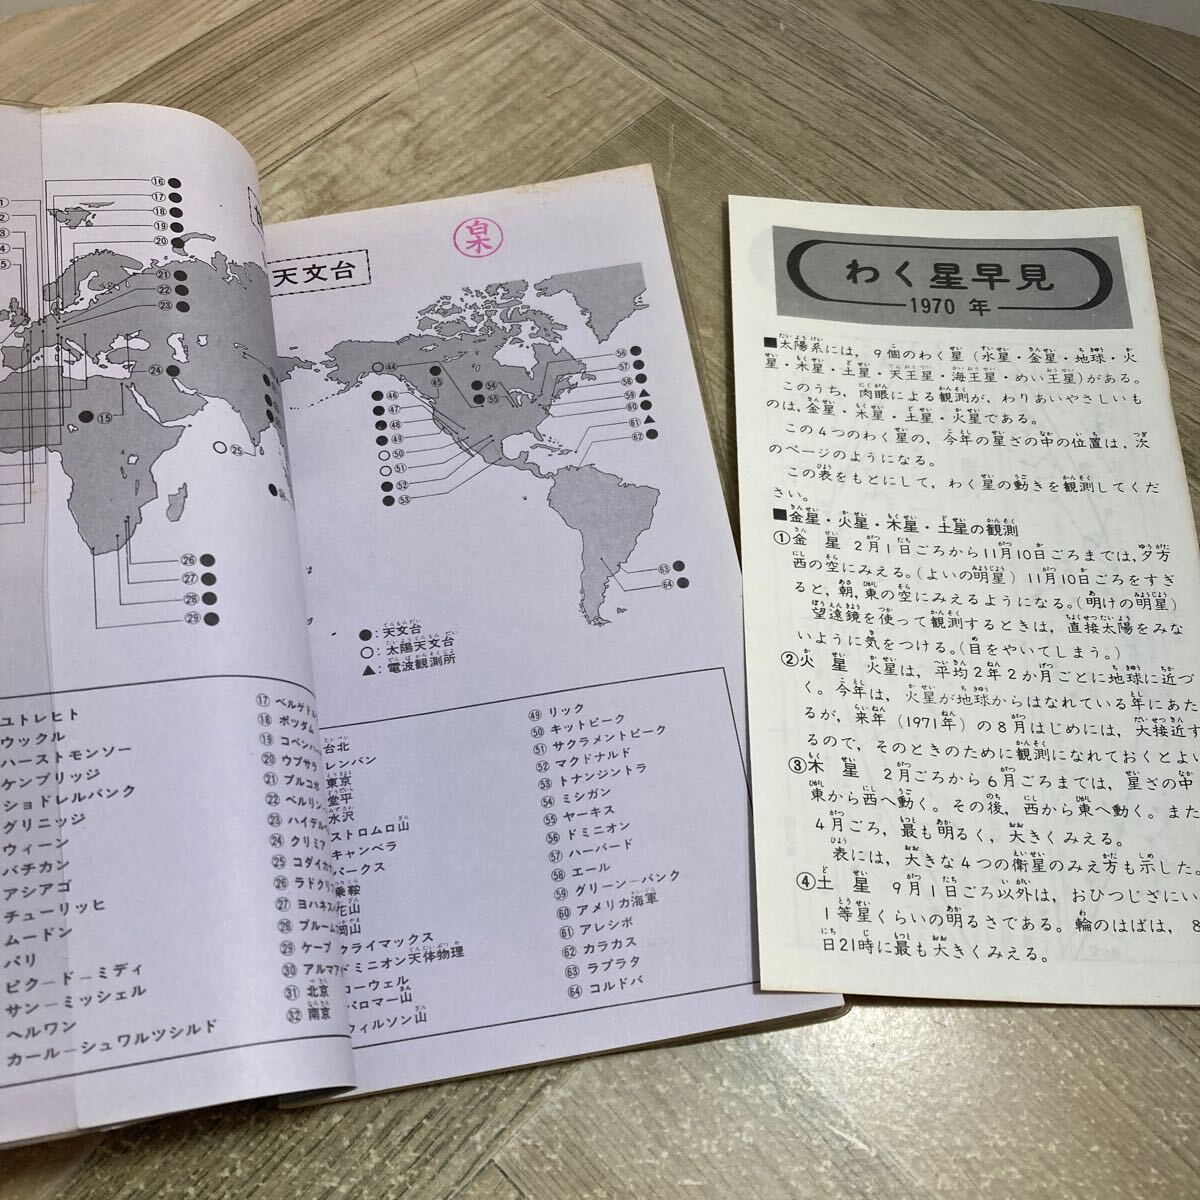 天文台
白木
●:天文台
○:太陽天文台
▲:電波観測所
ユトレヒト
ウックル
ハーストモンソー
ケンブリッジ
ショドレルバンク
グリニッジ
ウィーン
バチカン
アシアゴ
チューリッヒ
ムードン
パリ
ピクードーミディ
サンーミッシェル
ヘルワン
カールーシュワルツシルド
⑰ ベルゲドル
⑱ ポツダム
⑲ コペンハー
⑳ ウプサラ
㉑ プルコボ
㉒ ベルリン
㉓ ハイデル
㉔ クリミア
㉕ コダイカ
㉖ ラドクリフ
㉗ ヨハネス
㉘ ブルーム
㉙ ケープ
㉚ アルマア
㉛ 北京
㉜ 南京
台北
レンバン
東京
堂平
水沢
ストロムロ山
キャンベラ
パークス
乗鞍
花山
岡山
クライマックス
ドミニオン天体物理
ローウェル
パロマー山
ウィルソン山
㊾ リック
㊿ キットピーク
51 サクラメントピーク
52 マクドナルド
53 トナンジントラ
54 ミシガン
55 ヤーキス
56 ドミニオン
57 ハーバード
58 エール
59 グリーンーバンク
60 アメリカ海軍
61 アレシボ
62 カラカス
63 ラプラタ
64 コルドバ
わく星早見
1970年
■太陽系には,9個のわく星(水星・金星・地球・火
星・木星・土星・天王星・海王星・めい王星)がある。
このうち,肉眼による観測が,わりあいやさしいも
のは,金星・木星・土星・火星である。
この4つのわく星の,今年の星ざの中の位置は,次
のページのようになる。
この表をもとにして,わく星の動きを観測してくだ
さい。
■金星・火星・木星・土星の観測
①金星 2月1日ごろから11月10日ごろまでは,夕方
西の空にみえる。(よいの明星) 11月10日ごろをすぎ
ると,朝,東の空にみえるようになる。(明けの明星)
望遠鏡を使って観測するときは,直接太陽をみな
いように気をつける。(目をやいてしまう。)
②火星 火星は,平均2年2か月ごとに地球に近づ
く。今年は,火星が地球からはなれている年にあた
るが,来年(1971年)の8月はじめには,大接近す
るので,そのときのために観測になれておくとよい
③木星 2月ごろから6月ごろまでは,星ざの中
東から西へ動く。その後,西から東へ動く。また
4月ごろ,最も明るく,大きくみえる。
表には,大きな4つの衛星のみえ方も示した。
④土星 9月1日ごろ以外は,おひつじざにい
1等星くらいの明るさである。輪のはばは,8
日21時に最も大きくみえる。